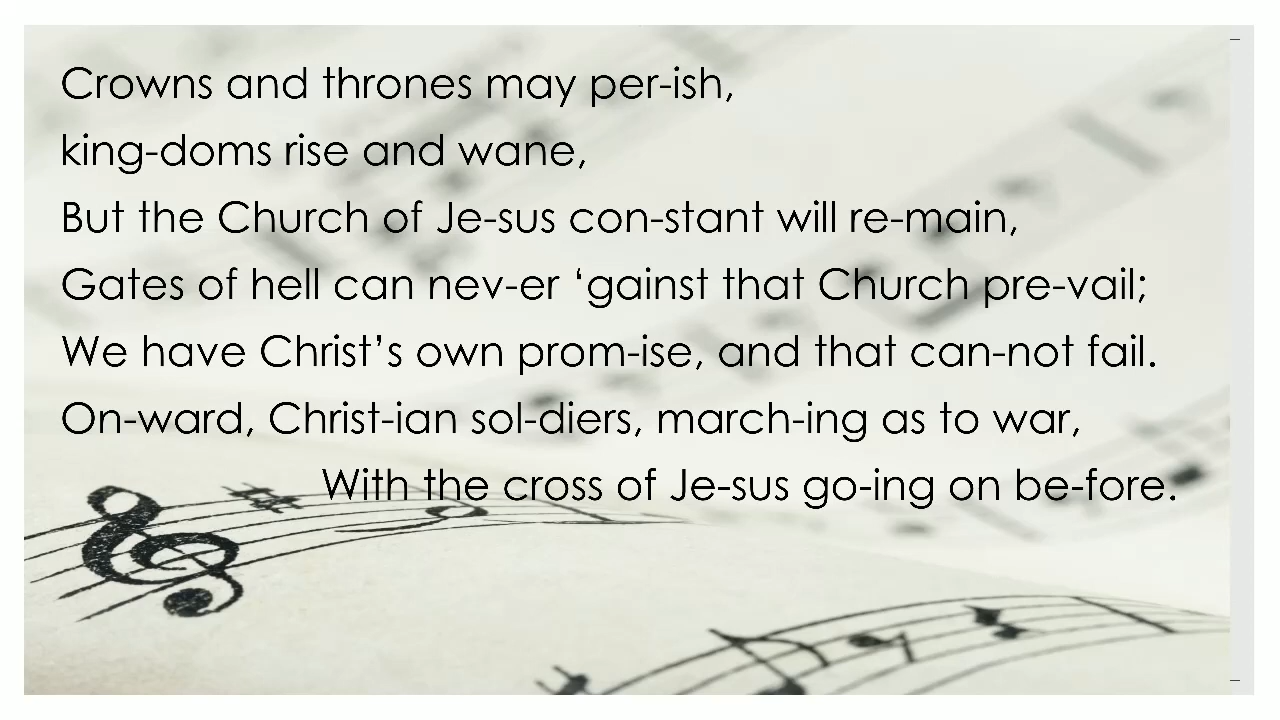 Crowns and thrones may per-ish,
king-doms rise and wane,
But the Church of Je-sus con-stant will re-main,
Gates of hell can nev-er ‘gainst that Church pre-vail;
We have Christ’s own prom-ise, and that can-not fail.
On-ward, Christ-ian sol-diers, march-ing as to war,
With the cross of Je-sus go-ing on be-fore.